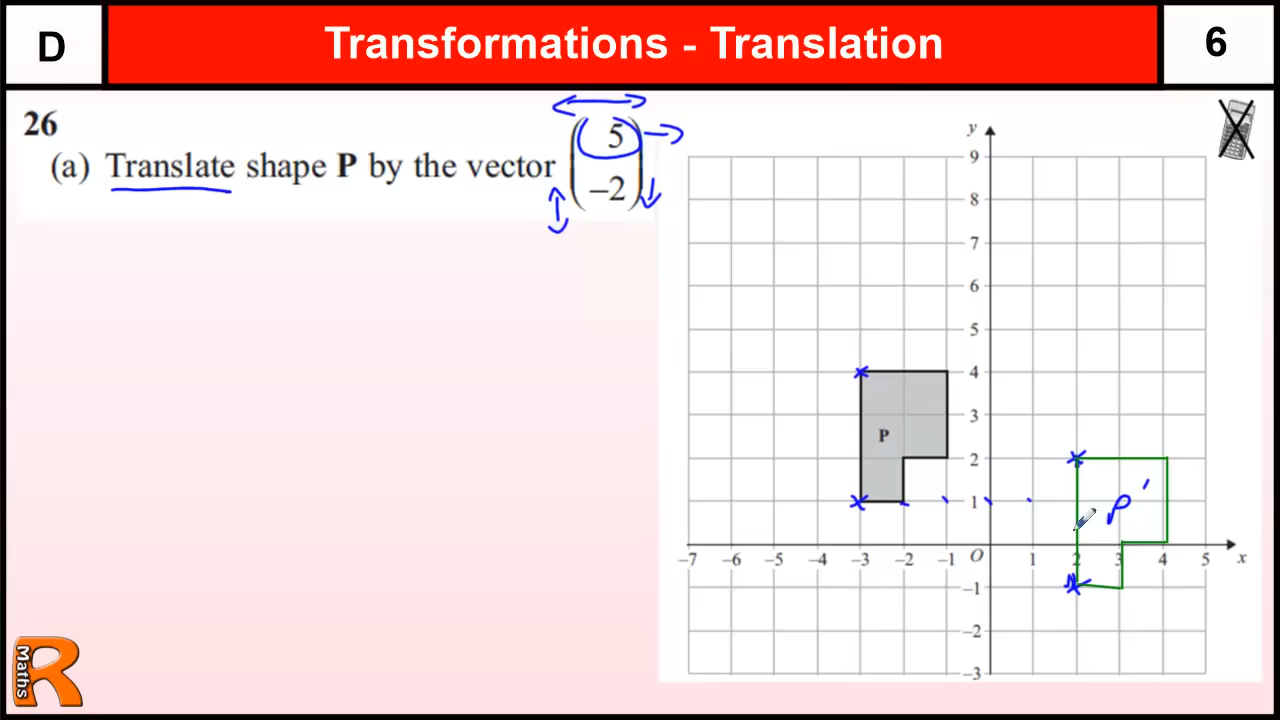 D
Transformations - Translation
6
26
(a) Translate shape P by the vector
5
−2
y
9
8
7
6
5
4
3
2
1
−1
−2
−3
−7 −6 −5 −4 −3 −2 −1 O 1 2 3 4 5 x
P
P'
Maths
R